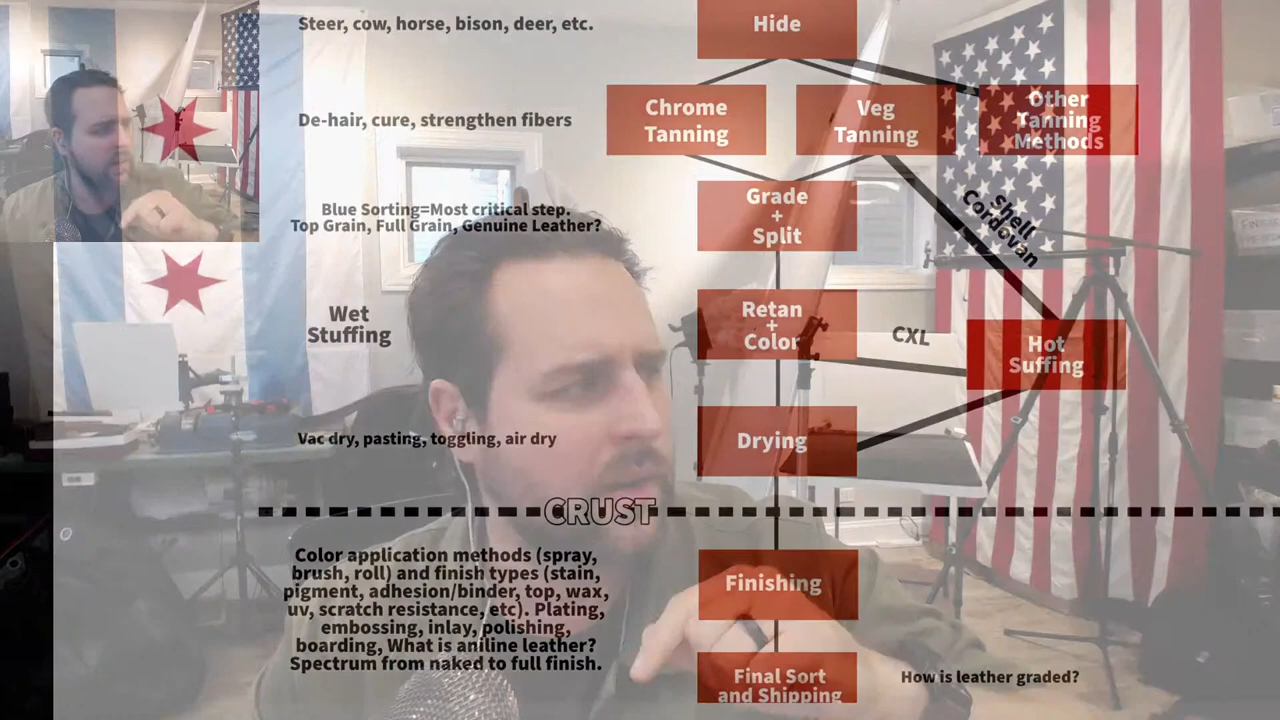 Steer, cow, horse, bison, deer, etc.
Hide
De-hair, cure, strengthen fibers
Chrome
Tanning
Veg
Tanning
Other
Tanning
Methods
Blue Sorting=Most critical step.
Top Grain, Full Grain, Genuine Leather?
Grade
+
Split
Shell
Cordovan
Wet
Stuffing
Retan
+
Color
CXL
Hot
Suffing
Vac dry, pasting, toggling, air dry
Drying
CRUST
Color application methods (spray,
brush, roll) and finish types (stain,
pigment, adhesion/binder, top, wax,
uv, scratch resistance, etc). Plating,
embossing, inlay, polishing,
boarding, What is aniline leather?
Spectrum from naked to full finish.
Finishing
Final Sort
and Shipping
How is leather graded?